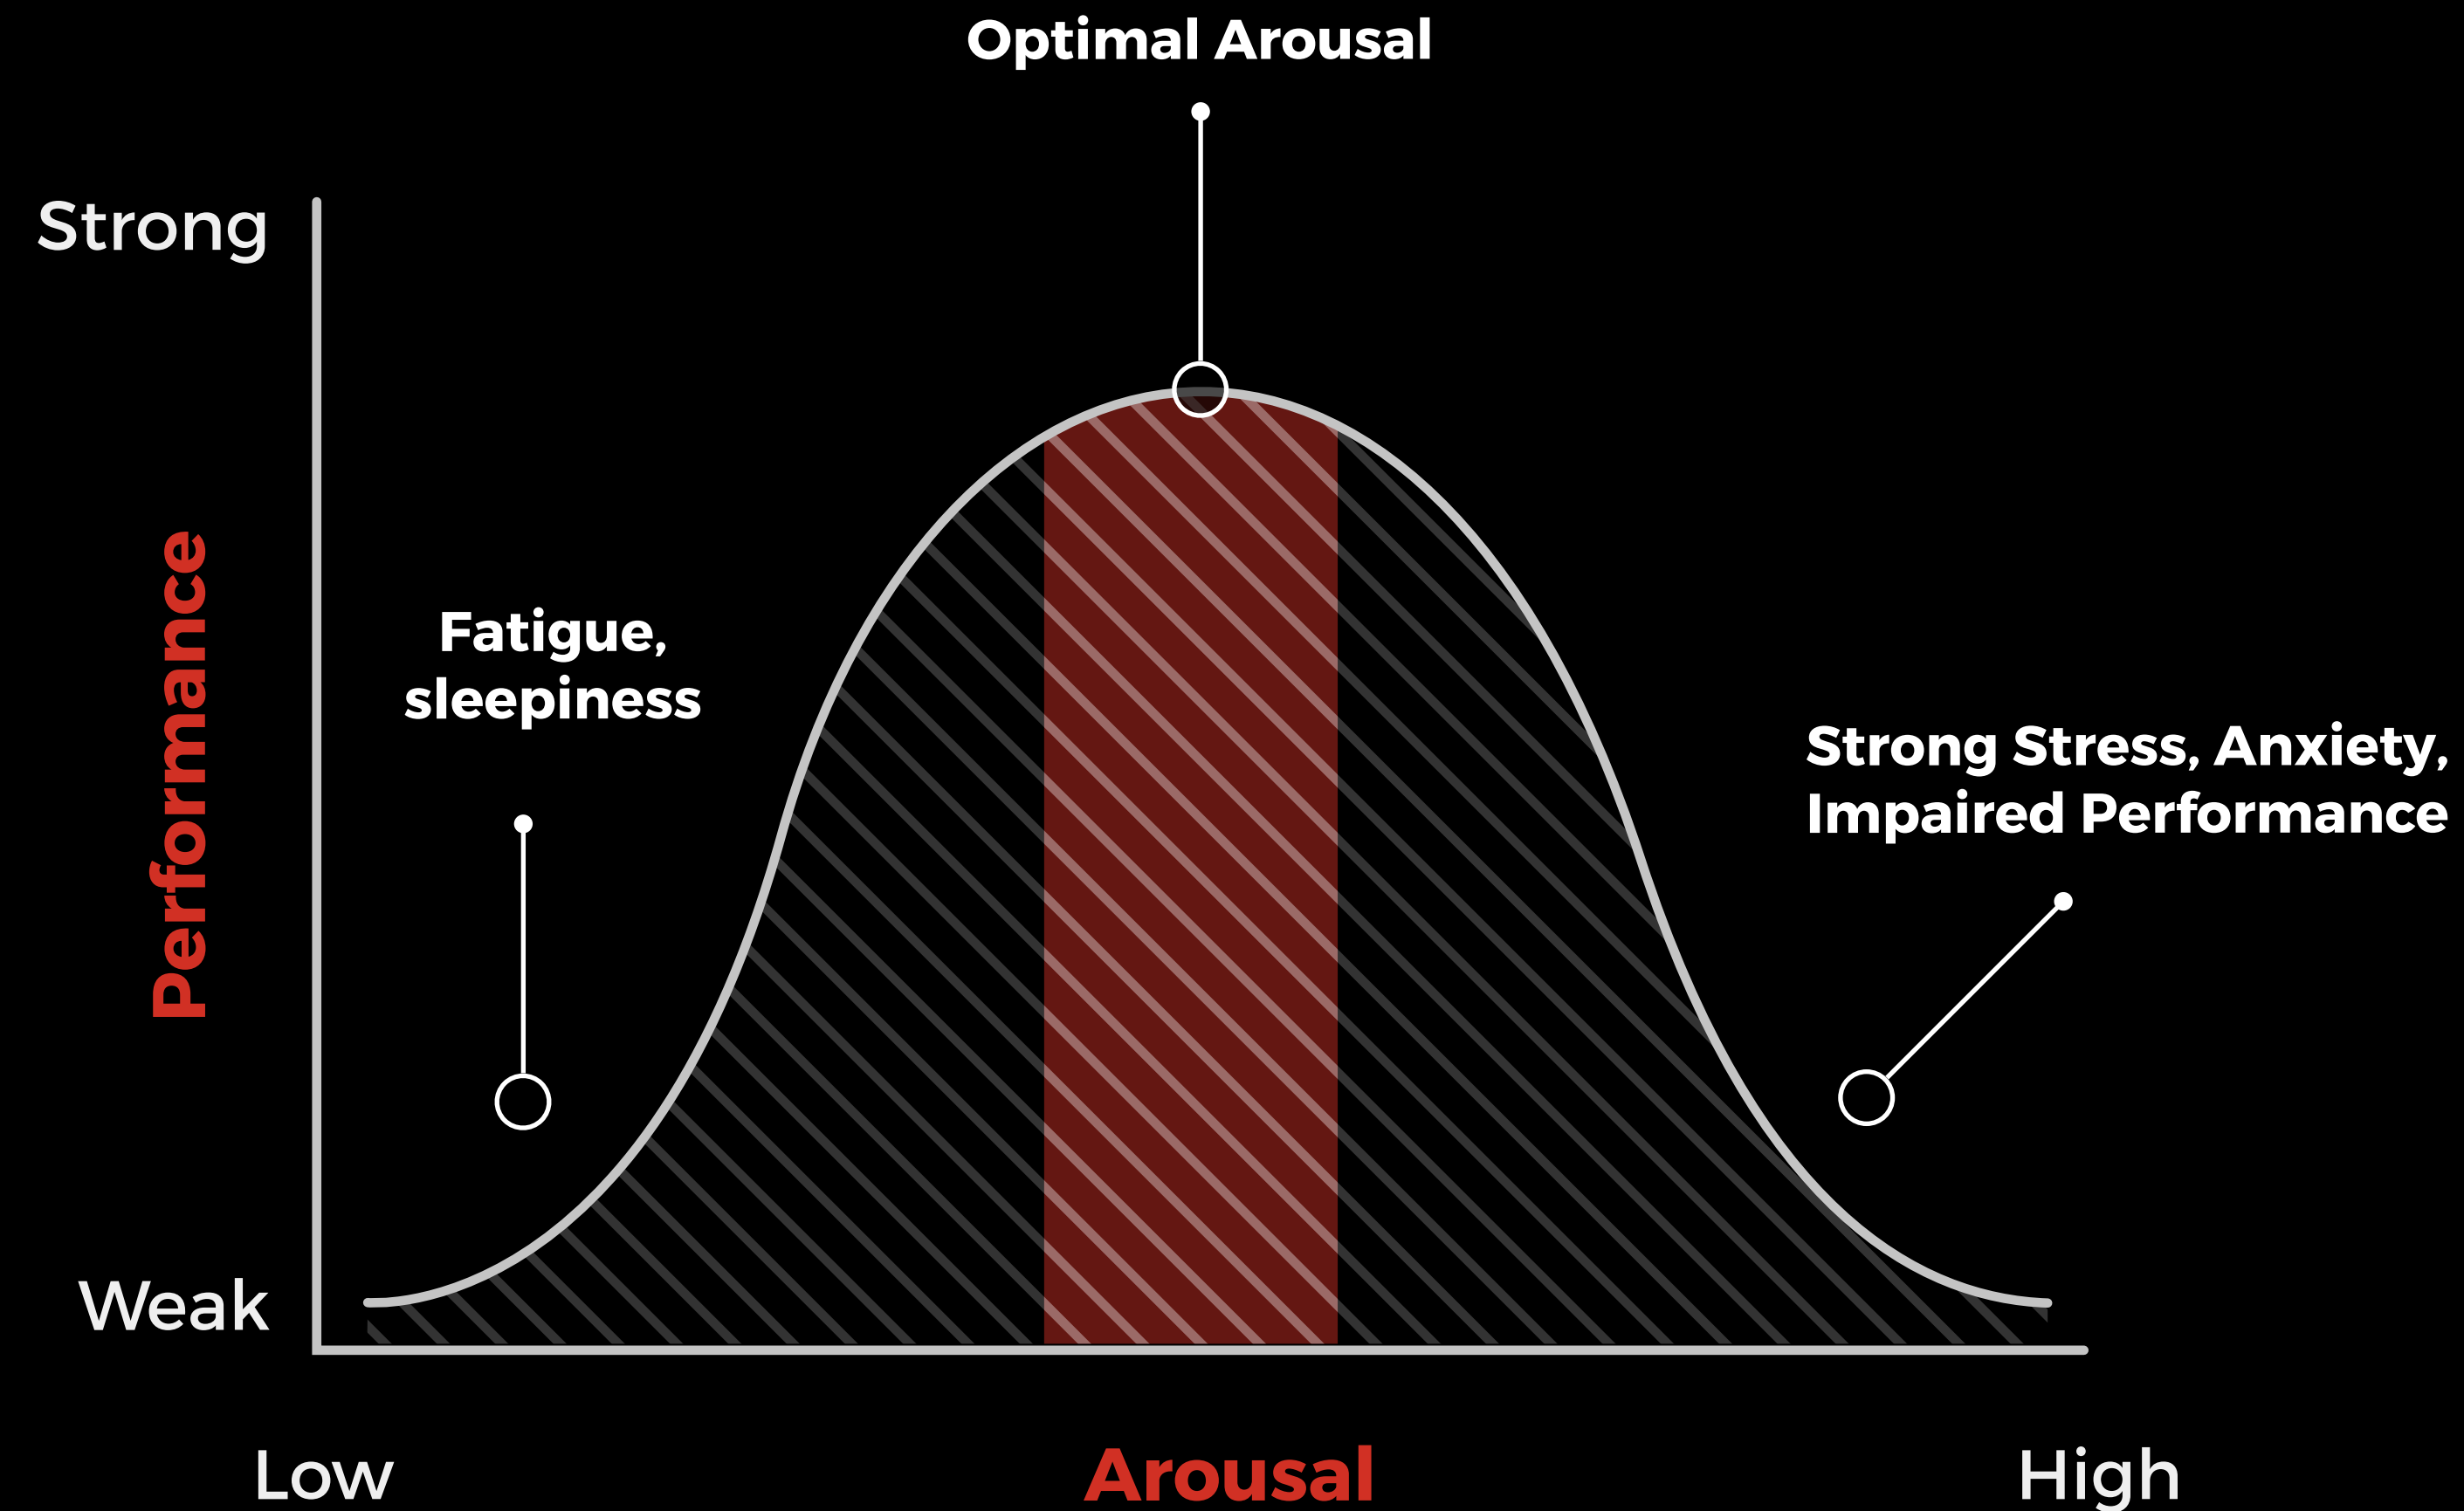 Optimal Arousal
Strong
Performance
Fatigue,
sleepiness
Strong Stress, Anxiety,
Impaired Performance
Weak
Low
Arousal
High